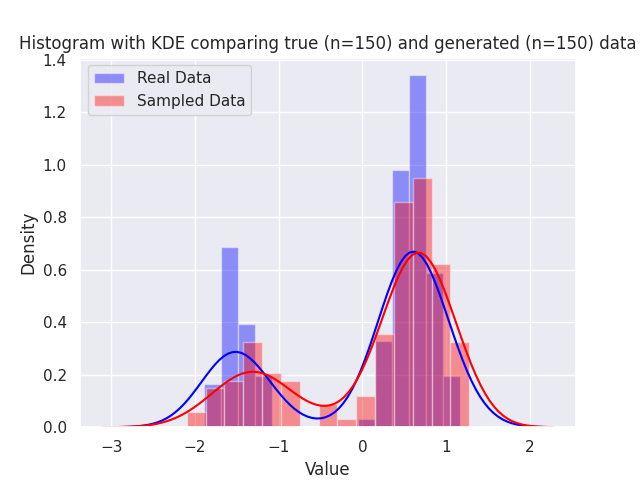 Histogram with KDE comparing true (n=150) and generated (n=150) data
Real Data
Sampled Data
1.4
1.2
1.0
0.8
0.6
0.4
0.2
0.0
Density
−3
−2
−1
0
1
2
Value